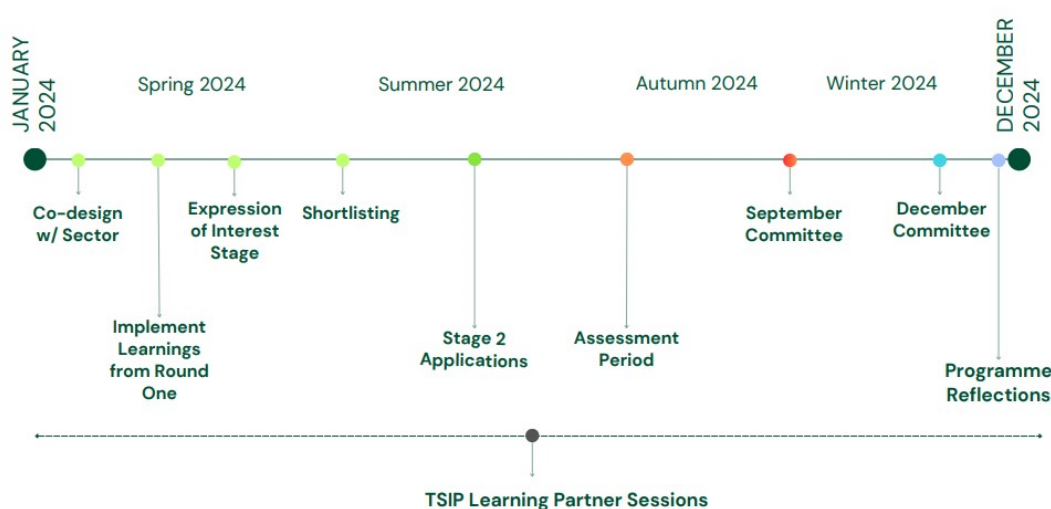 JANUARY
2024
Spring 2024
Summer 2024
Autumn 2024
Winter 2024
DECEMBER
2024
Co-design
w/ Sector
Expression
of Interest
Stage
Shortlisting
September
Committee
December
Committee
Implement
Learnings
from Round
One
Stage 2
Applications
Assessment
Period
Programme
Reflections
TSIP Learning Partner Sessions